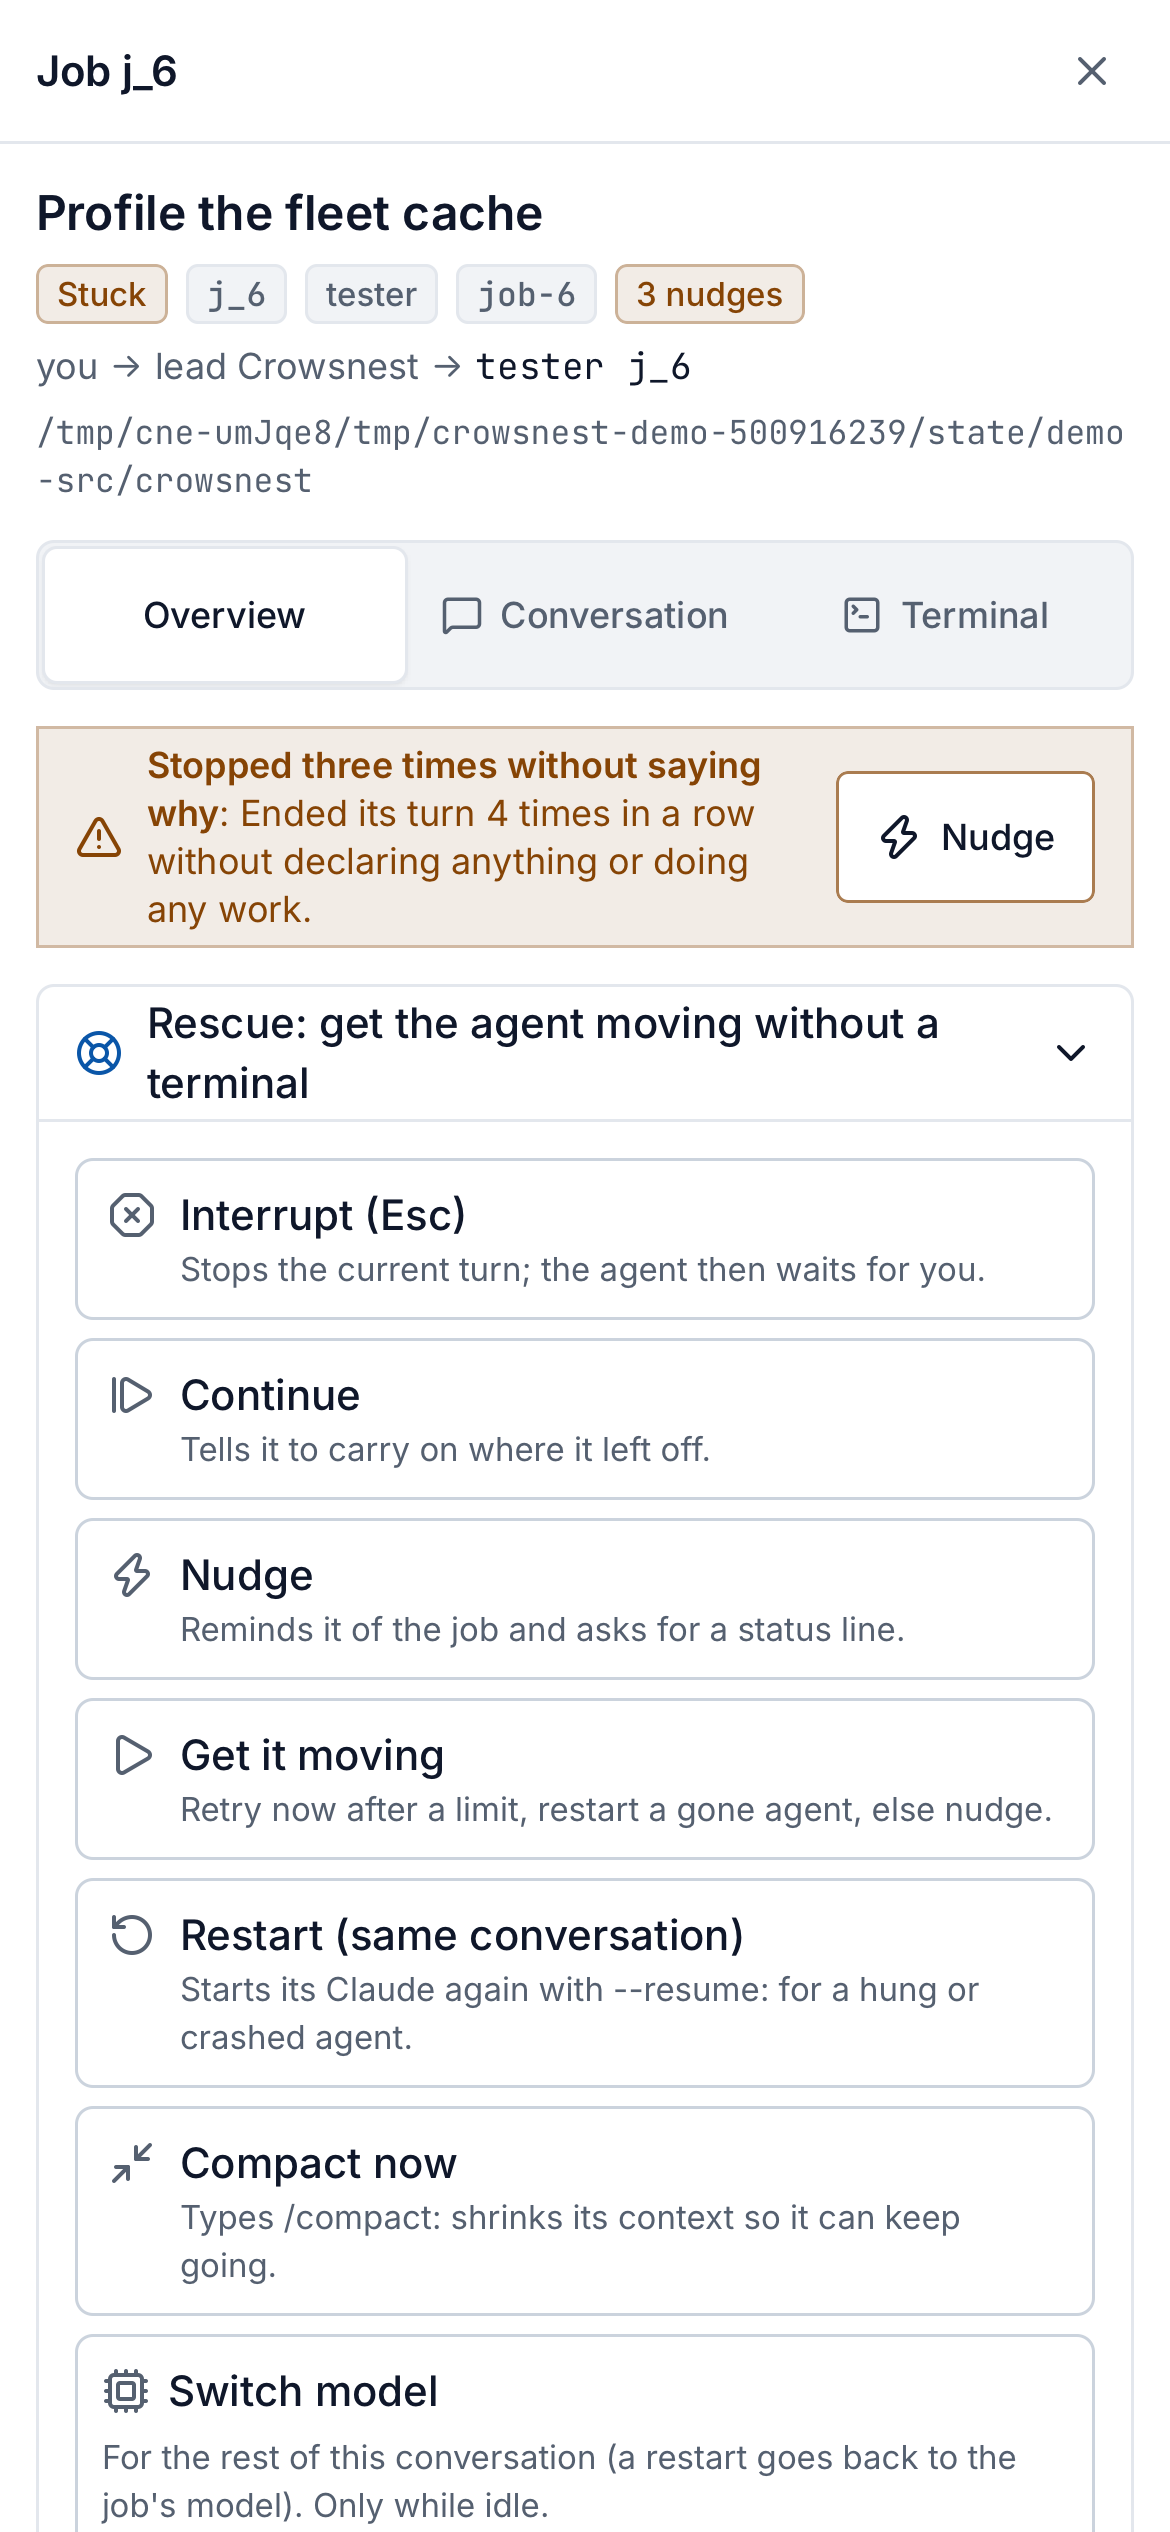 Job j_6
Profile the fleet cache
Stuck j_6 tester job-6 3 nudges
you → lead Crowsnest → tester j_6
/tmp/cne-umJqe8/tmp/crowsnest-demo-500916239/state/demo
-src/crowsnest
Overview Conversation Terminal
Stopped three times without saying
why: Ended its turn 4 times in a row
without declaring anything or doing
any work.
Nudge
Rescue: get the agent moving without a
terminal
Interrupt (Esc)
Stops the current turn; the agent then waits for you.
Continue
Tells it to carry on where it left off.
Nudge
Reminds it of the job and asks for a status line.
Get it moving
Retry now after a limit, restart a gone agent, else nudge.
Restart (same conversation)
Starts its Claude again with --resume: for a hung or
crashed agent.
Compact now
Types /compact: shrinks its context so it can keep
going.
Switch model
For the rest of this conversation (a restart goes back to the
job's model). Only while idle.